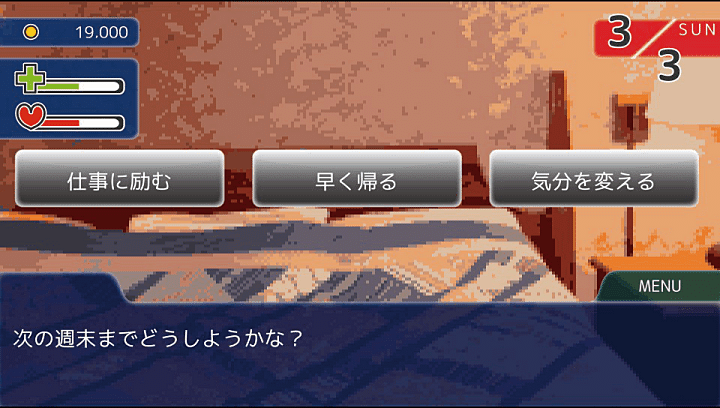 19.000
3/3 SUN
仕事に励む
早く帰る
気分を変える
MENU
次の週末までどうしようかな？